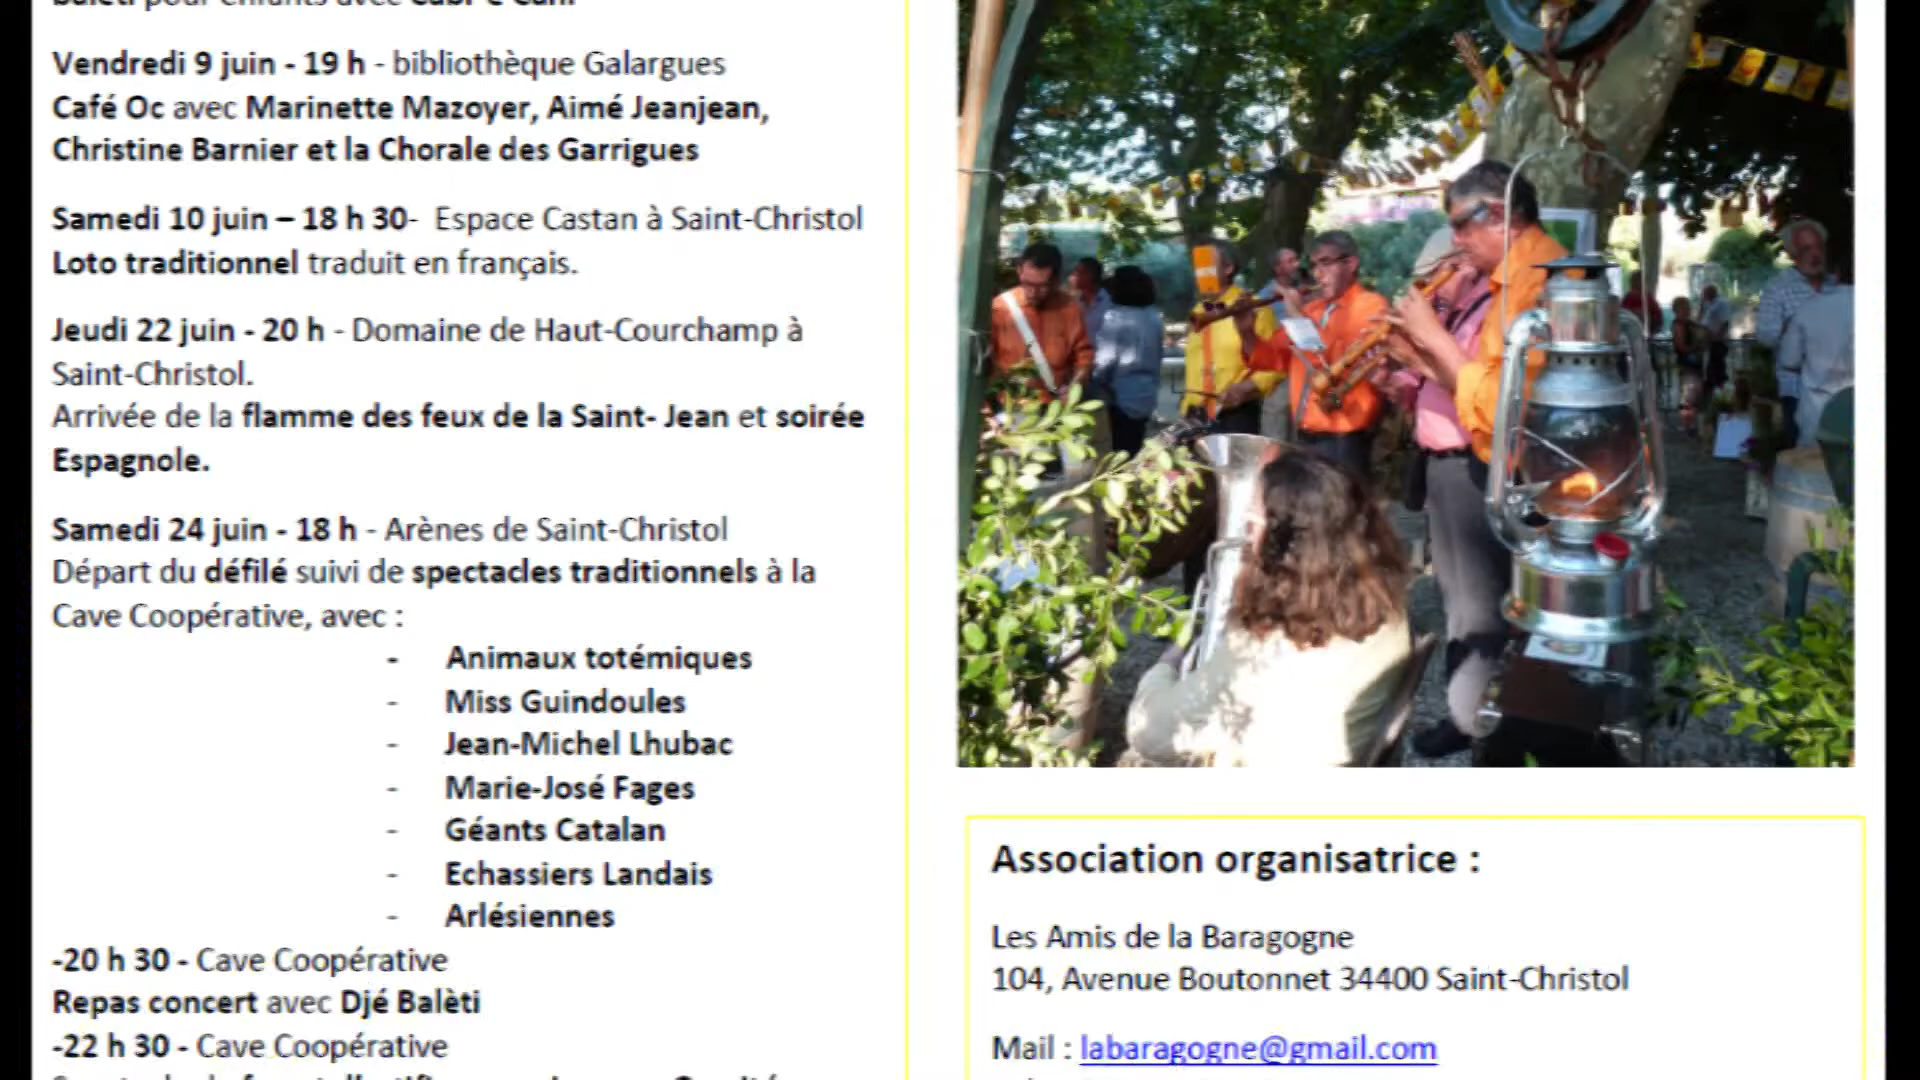 Vendredi 9 juin - 19 h - bibliothèque Galargues
Café Oc avec Marinette Mazoyer, Aimé Jeanjean,
Christine Barnier et la Chorale des Garrigues
Samedi 10 juin – 18 h 30- Espace Castan à Saint-Christol
Loto traditionnel traduit en français.
Jeudi 22 juin - 20 h - Domaine de Haut-Courchamp à
Saint-Christol.
Arrivée de la flamme des feux de la Saint- Jean et soirée
Espagnole.
Samedi 24 juin - 18 h - Arènes de Saint-Christol
Départ du défilé suivi de spectacles traditionnels à la
Cave Coopérative, avec :
- Animaux totémiques
- Miss Guindoules
- Jean-Michel Lhubac
- Marie-José Fages
- Géants Catalan
- Echassiers Landais
- Arlésiennes
-20 h 30 - Cave Coopérative
Repas concert avec Djé Balèti
-22 h 30 - Cave Coopérative
Association organisatrice :
Les Amis de la Baragogne
104, Avenue Boutonnet 34400 Saint-Christol
Mail : labaragogne@gmail.com